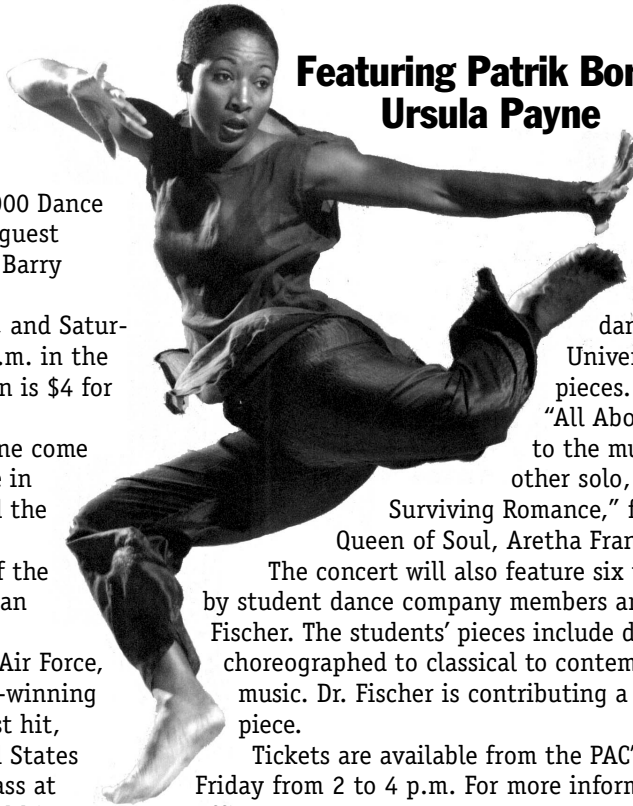 Featuring Patrik Bor
Ursula Payne
000 Dance
guest
Barry
and Satur-
.m. in the
n is $4 for
ne come
e in
d the
f the
an
Air Force,
-winning
st hit,
States
ass at
dan
Univer
pieces.
“All Abo
to the mu
other solo,
Surviving Romance,” f
Queen of Soul, Aretha Fran
The concert will also feature six
by student dance company members an
Fischer. The students’ pieces include d
choreographed to classical to contem
music. Dr. Fischer is contributing a
piece.
Tickets are available from the PAC
Friday from 2 to 4 p.m. For more inform